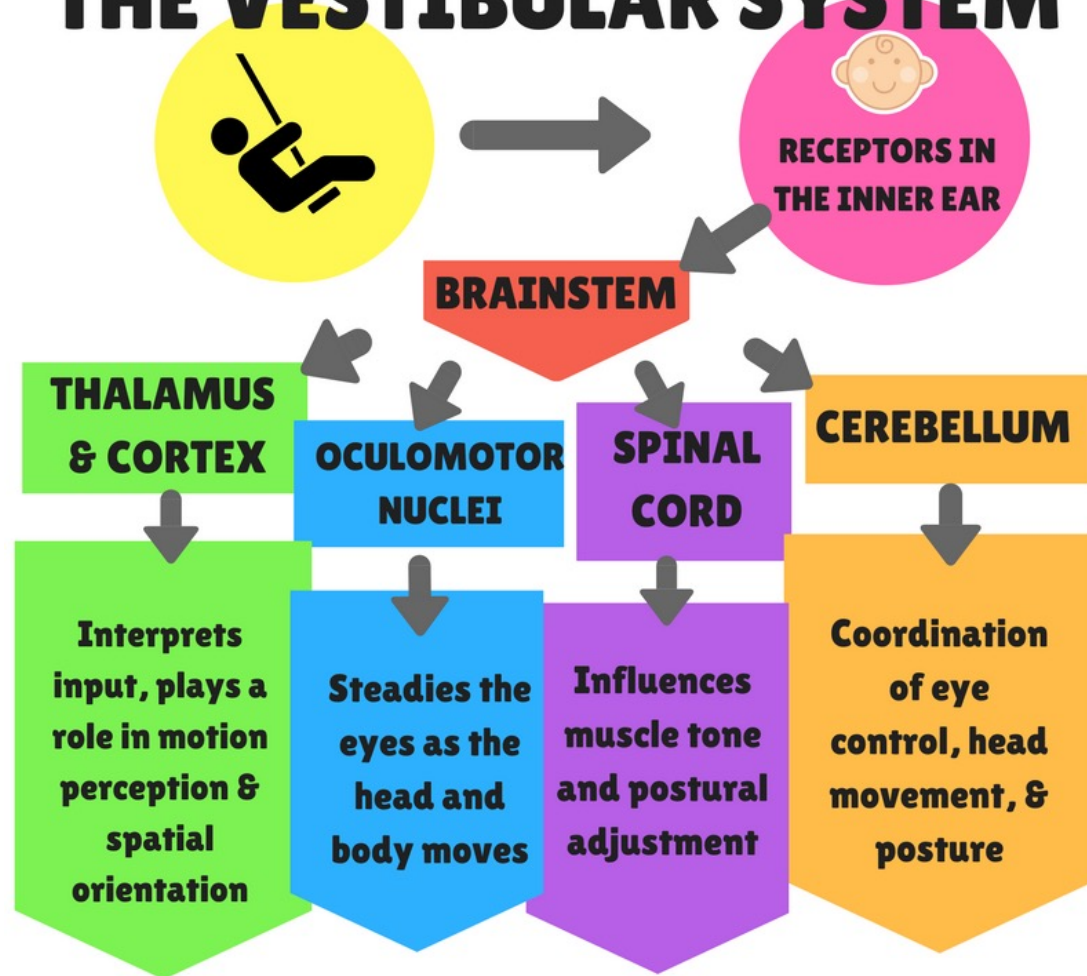 THE VESTIBULAR SYSTEM
RECEPTORS IN
THE INNER EAR
BRAINSTEM
THALAMUS
& CORTEX
OCULOMOTOR
NUCLEI
SPINAL
CORD
CEREBELLUM
Interprets
input, plays a
role in motion
perception &
spatial
orientation
Steadies the
eyes as the
head and
body moves
Influences
muscle tone
and postural
adjustment
Coordination
of eye
control, head
movement, &
posture